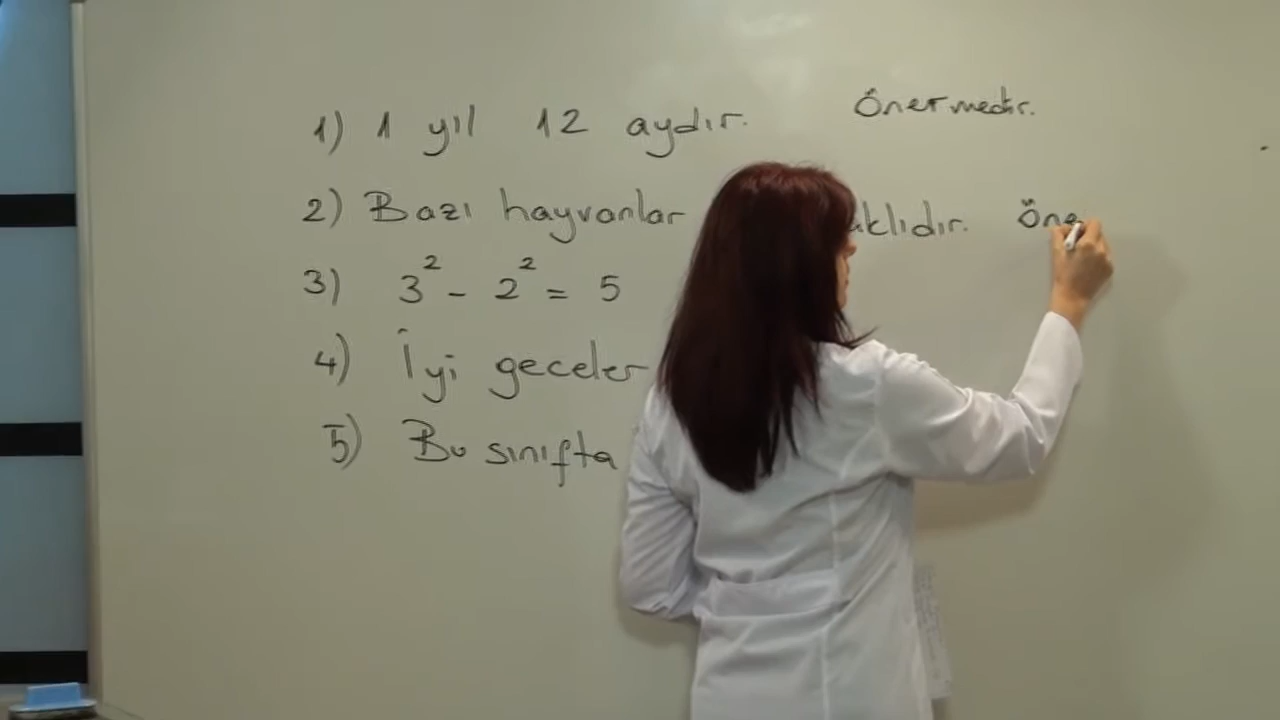 1) 1 yıl 12 aydır. Önermedir.
2) Bazı hayvanlar aklıdır. Öne
3) 3² - 2² = 5
4) İyi geceler
5) Bu sınıfta